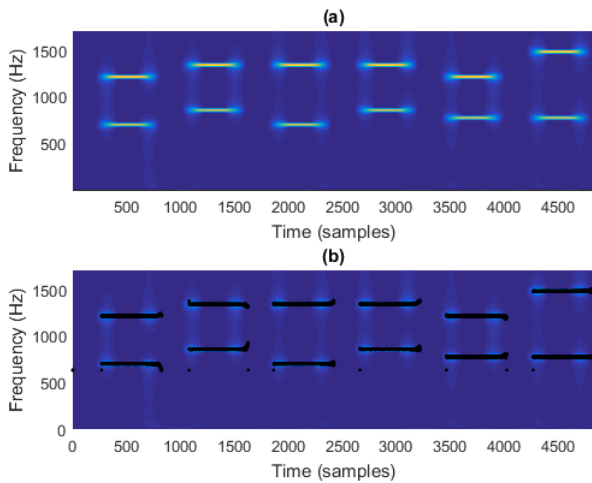 (a)
1500
1000
500
Frequency (Hz)
500 1000 1500 2000 2500 3000 3500 4000 4500
Time (samples)
(b)
1500
1000
500
0
Frequency (Hz)
0 500 1000 1500 2000 2500 3000 3500 4000 4500
Time (samples)